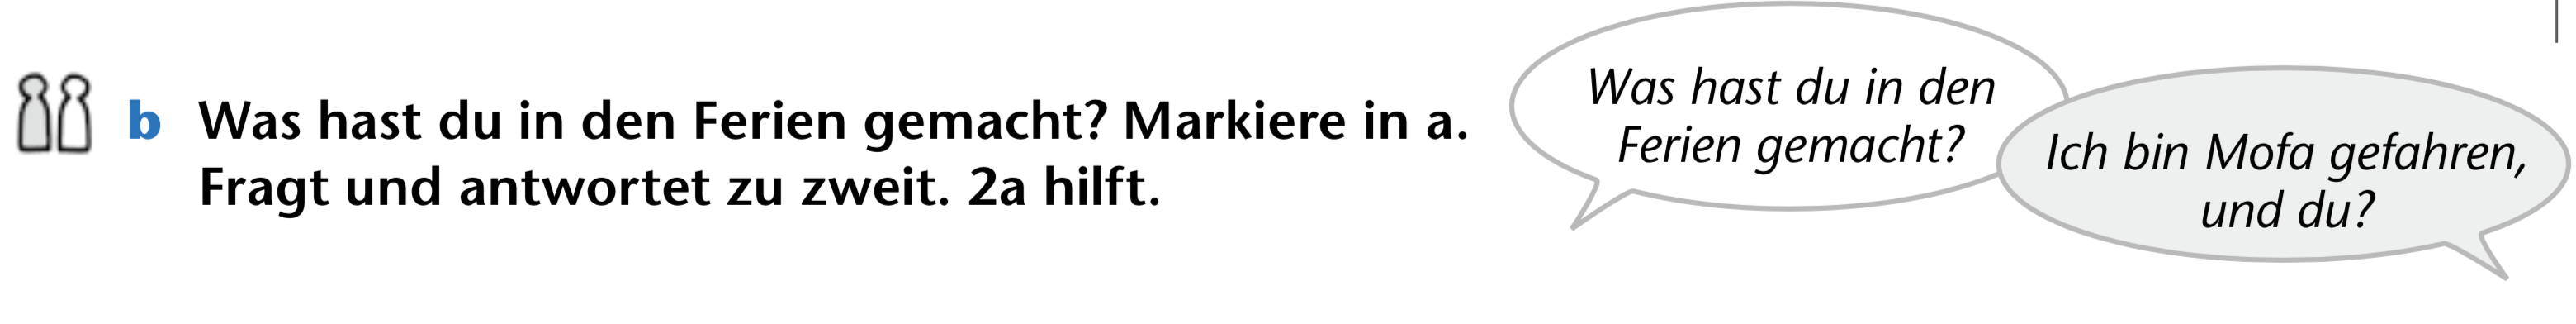 b Was hast du in den Ferien gemacht? Markiere in a.
Fragt und antwortet zu zweit. 2a hilft.
Was hast du in den
Ferien gemacht?
Ich bin Mofa gefahren,
und du?